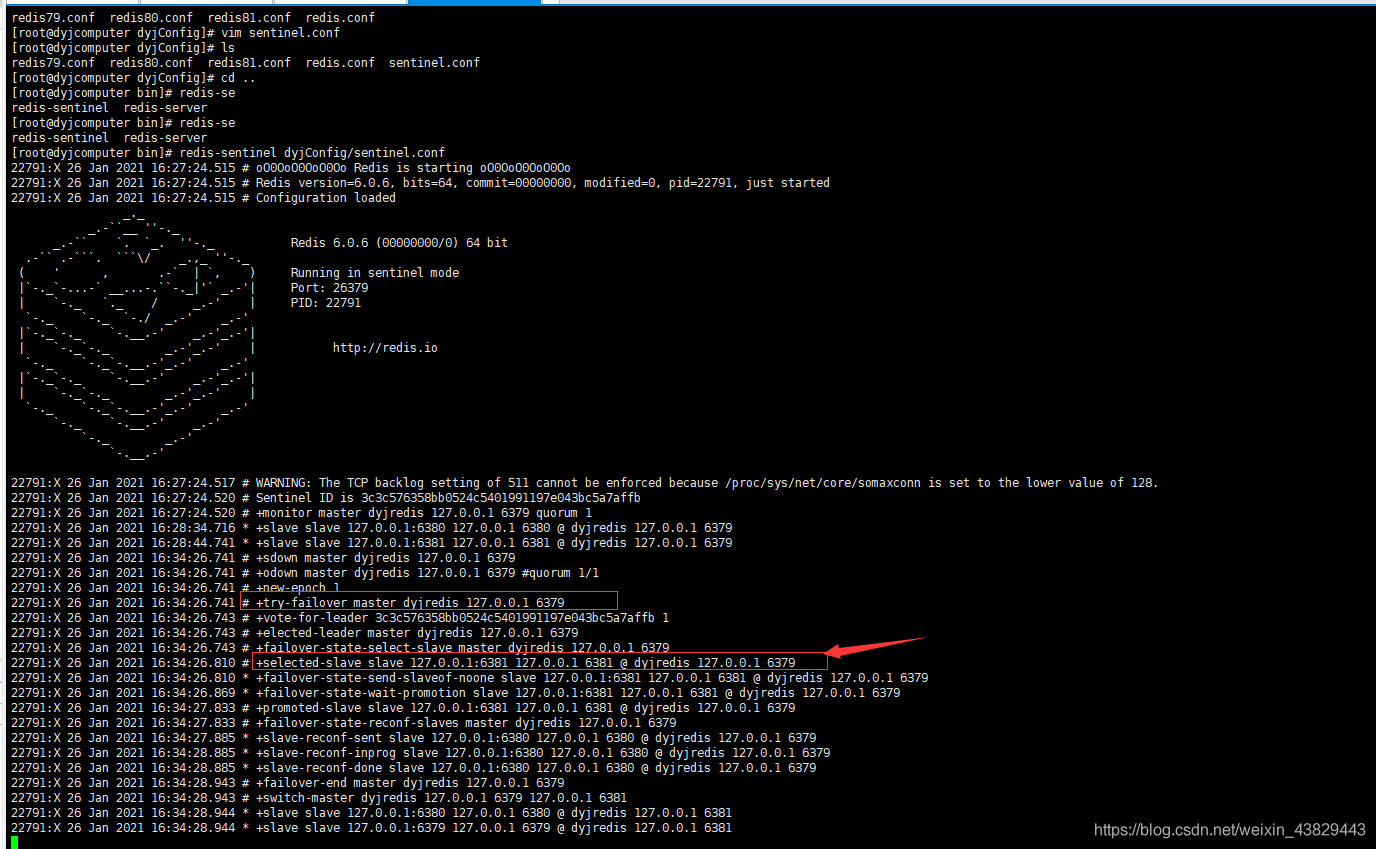 redis79.conf  redis80.conf  redis81.conf  redis.conf
[root@dyjcomputer dyjConfig]# vim sentinel.conf
[root@dyjcomputer dyjConfig]# ls
redis79.conf  redis80.conf  redis81.conf  redis.conf  sentinel.conf
[root@dyjcomputer dyjConfig]# cd ..
[root@dyjcomputer bin]# redis-se
redis-sentinel  redis-server
[root@dyjcomputer bin]# redis-se
redis-sentinel  redis-server
[root@dyjcomputer bin]# redis-sentinel dyjConfig/sentinel.conf
22791:X 26 Jan 2021 16:27:24.515 # oO0OoO0OoO0Oo Redis is starting oO0OoO0OoO0Oo
22791:X 26 Jan 2021 16:27:24.515 # Redis version=6.0.6, bits=64, commit=00000000, modified=0, pid=22791, just started
22791:X 26 Jan 2021 16:27:24.515 # Configuration loaded
Redis 6.0.6 (00000000/0) 64 bit
Running in sentinel mode
Port: 26379
PID: 22791
http://redis.io
22791:X 26 Jan 2021 16:27:24.517 # WARNING: The TCP backlog setting of 511 cannot be enforced because /proc/sys/net/core/somaxconn is set to the lower value of 128.
22791:X 26 Jan 2021 16:27:24.520 # Sentinel ID is 3c3c576358bb0524c5401991197e043bc5a7affb
22791:X 26 Jan 2021 16:27:24.520 # +monitor master dyjredis 127.0.0.1 6379 quorum 1
22791:X 26 Jan 2021 16:28:34.716 * +slave slave 127.0.0.1:6380 127.0.0.1 6380 @ dyjredis 127.0.0.1 6379
22791:X 26 Jan 2021 16:28:44.741 * +slave slave 127.0.0.1:6381 127.0.0.1 6381 @ dyjredis 127.0.0.1 6379
22791:X 26 Jan 2021 16:34:26.741 # +sdown master dyjredis 127.0.0.1 6379
22791:X 26 Jan 2021 16:34:26.741 # +odown master dyjredis 127.0.0.1 6379 #quorum 1/1
22791:X 26 Jan 2021 16:34:26.741 # +new-epoch 1
22791:X 26 Jan 2021 16:34:26.741 # +try-failover master dyjredis 127.0.0.1 6379
22791:X 26 Jan 2021 16:34:26.743 # +vote-for-leader 3c3c576358bb0524c5401991197e043bc5a7affb 1
22791:X 26 Jan 2021 16:34:26.743 # +elected-leader master dyjredis 127.0.0.1 6379
22791:X 26 Jan 2021 16:34:26.743 # +failover-state-select-slave master dyjredis 127.0.0.1 6379
22791:X 26 Jan 2021 16:34:26.810 # +selected-slave slave 127.0.0.1:6381 127.0.0.1 6381 @ dyjredis 127.0.0.1 6379
22791:X 26 Jan 2021 16:34:26.810 * +failover-state-send-slaveof-noone slave 127.0.0.1:6381 127.0.0.1 6381 @ dyjredis 127.0.0.1 6379
22791:X 26 Jan 2021 16:34:26.869 * +failover-state-wait-promotion slave 127.0.0.1:6381 127.0.0.1 6381 @ dyjredis 127.0.0.1 6379
22791:X 26 Jan 2021 16:34:27.833 # +promoted-slave slave 127.0.0.1:6381 127.0.0.1 6381 @ dyjredis 127.0.0.1 6379
22791:X 26 Jan 2021 16:34:27.833 # +failover-state-reconf-slaves master dyjredis 127.0.0.1 6379
22791:X 26 Jan 2021 16:34:27.885 * +slave-reconf-sent slave 127.0.0.1:6380 127.0.0.1 6380 @ dyjredis 127.0.0.1 6379
22791:X 26 Jan 2021 16:34:28.885 * +slave-reconf-inprog slave 127.0.0.1:6380 127.0.0.1 6380 @ dyjredis 127.0.0.1 6379
22791:X 26 Jan 2021 16:34:28.885 * +slave-reconf-done slave 127.0.0.1:6380 127.0.0.1 6380 @ dyjredis 127.0.0.1 6379
22791:X 26 Jan 2021 16:34:28.943 # +failover-end master dyjredis 127.0.0.1 6379
22791:X 26 Jan 2021 16:34:28.943 # +switch-master dyjredis 127.0.0.1 6379 127.0.0.1 6381
22791:X 26 Jan 2021 16:34:28.944 * +slave slave 127.0.0.1:6380 127.0.0.1 6380 @ dyjredis 127.0.0.1 6381
22791:X 26 Jan 2021 16:34:28.944 * +slave slave 127.0.0.1:6379 127.0.0.1 6379 @ dyjredis 127.0.0.1 6381
https://blog.csdn.net/weixin_43829443